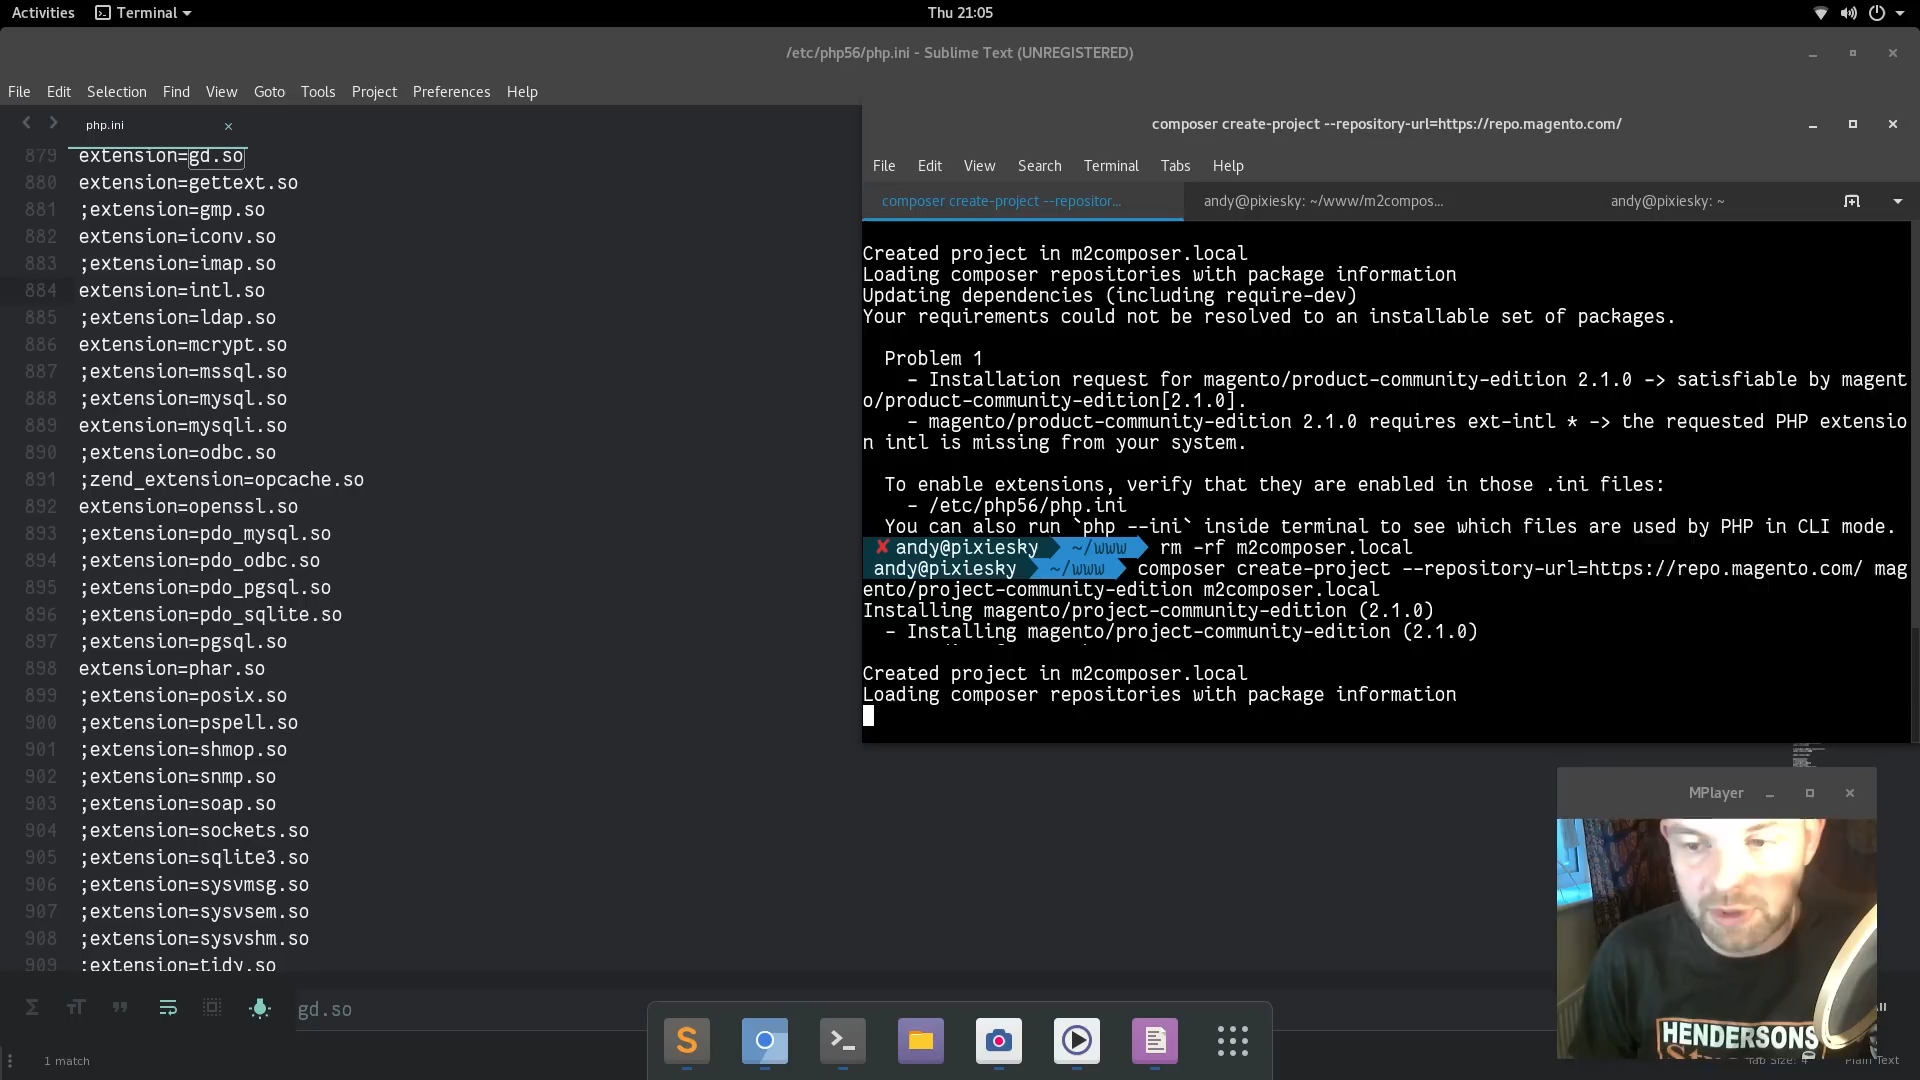 Activities Terminal Thu 21:05
/etc/php56/php.ini - Sublime Text (UNREGISTERED)
File Edit Selection Find View Goto Tools Project Preferences Help
php.ini
879 extension=gd.so
880 extension=gettext.so
881 ;extension=gmp.so
882 extension=iconv.so
883 ;extension=imap.so
884 extension=intl.so
885 ;extension=ldap.so
886 extension=mcrypt.so
887 ;extension=mssql.so
888 ;extension=mysql.so
889 extension=mysqli.so
890 ;extension=odbc.so
891 ;zend_extension=opcache.so
892 extension=openssl.so
893 ;extension=pdo_mysql.so
894 ;extension=pdo_odbc.so
895 ;extension=pdo_pgsql.so
896 ;extension=pdo_sqlite.so
897 ;extension=pgsql.so
898 extension=phar.so
899 ;extension=posix.so
900 ;extension=pspell.so
901 ;extension=shmop.so
902 ;extension=snmp.so
903 ;extension=soap.so
904 ;extension=sockets.so
905 ;extension=sqlite3.so
906 ;extension=sysvmsg.so
907 ;extension=sysvsem.so
908 ;extension=sysvshm.so
909 ;extension=tidy.so
gd.so
1 match
composer create-project --repository-url=https://repo.magento.com/
File Edit View Search Terminal Tabs Help
composer create-project --repositor... andy@pixiesky: ~/www/m2compos... andy@pixiesky: ~
Created project in m2composer.local
Loading composer repositories with package information
Updating dependencies (including require-dev)
Your requirements could not be resolved to an installable set of packages.
Problem 1
- Installation request for magento/product-community-edition 2.1.0 -> satisfiable by magent
o/product-community-edition[2.1.0].
- magento/product-community-edition 2.1.0 requires ext-intl * -> the requested PHP extensio
n intl is missing from your system.
To enable extensions, verify that they are enabled in those .ini files:
- /etc/php56/php.ini
You can also run `php --ini` inside terminal to see which files are used by PHP in CLI mode.
✘ andy@pixiesky ~/www rm -rf m2composer.local
andy@pixiesky ~/www composer create-project --repository-url=https://repo.magento.com/ mag
ento/project-community-edition m2composer.local
Installing magento/project-community-edition (2.1.0)
- Installing magento/project-community-edition (2.1.0)
Created project in m2composer.local
Loading composer repositories with package information
MPlayer
HENDERSONS
Tab Size: 4 Plain Text